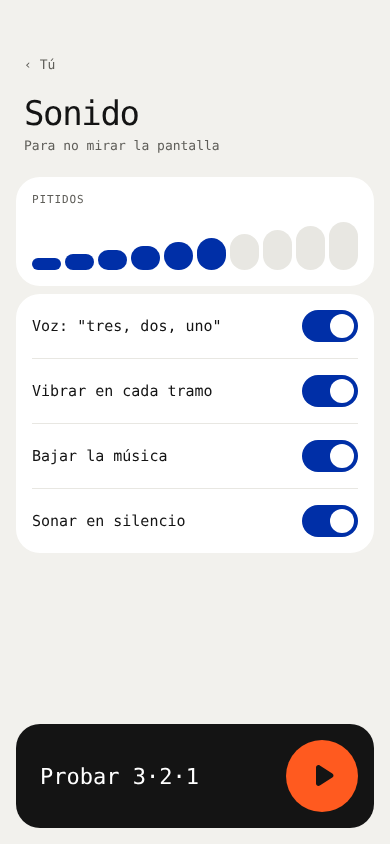 ‹ Tú
Sonido
Para no mirar la pantalla
PITIDOS
Voz: "tres, dos, uno"
Vibrar en cada tramo
Bajar la música
Sonar en silencio
Probar 3·2·1